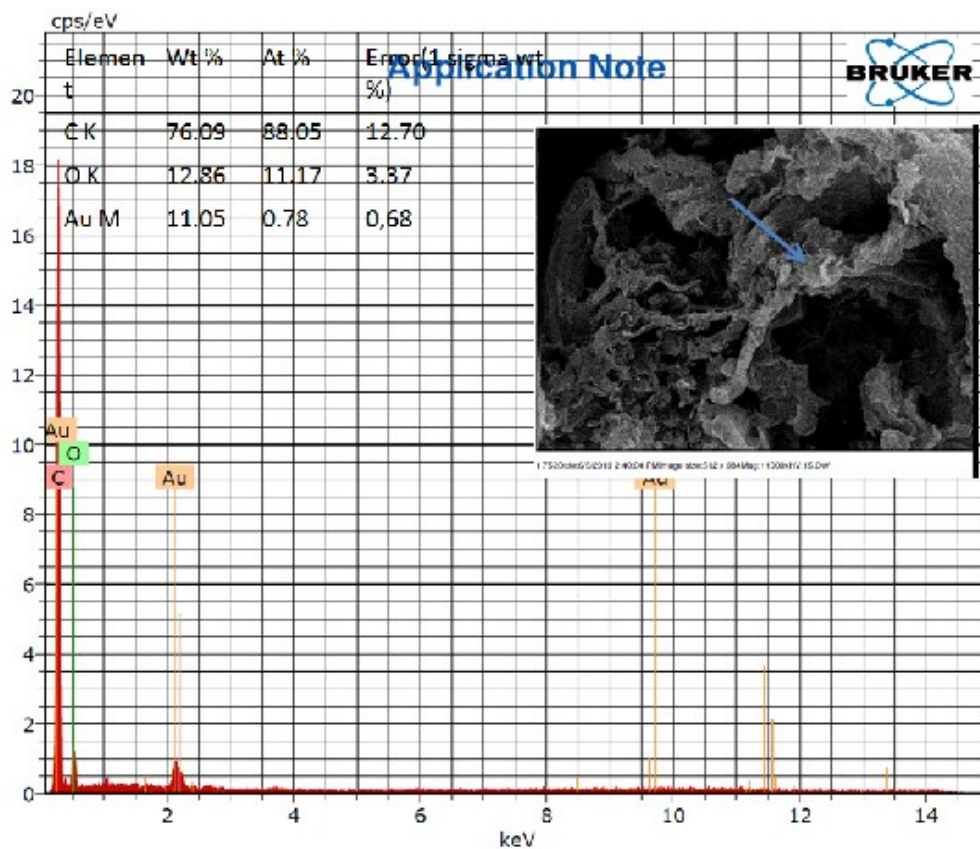 cps/eV
Elemen Wt % At % Error(1 sigma wt
t %)
Application Note
BRUKER
C K 76.09 88.05 12.70
O K 12.86 11.17 3.37
Au M 11.05 0.78 0,68
20
18
16
14
12
10
8
6
4
2
0
Au
O
C
Au
Au
2 4 6 8 10 12 14
keV